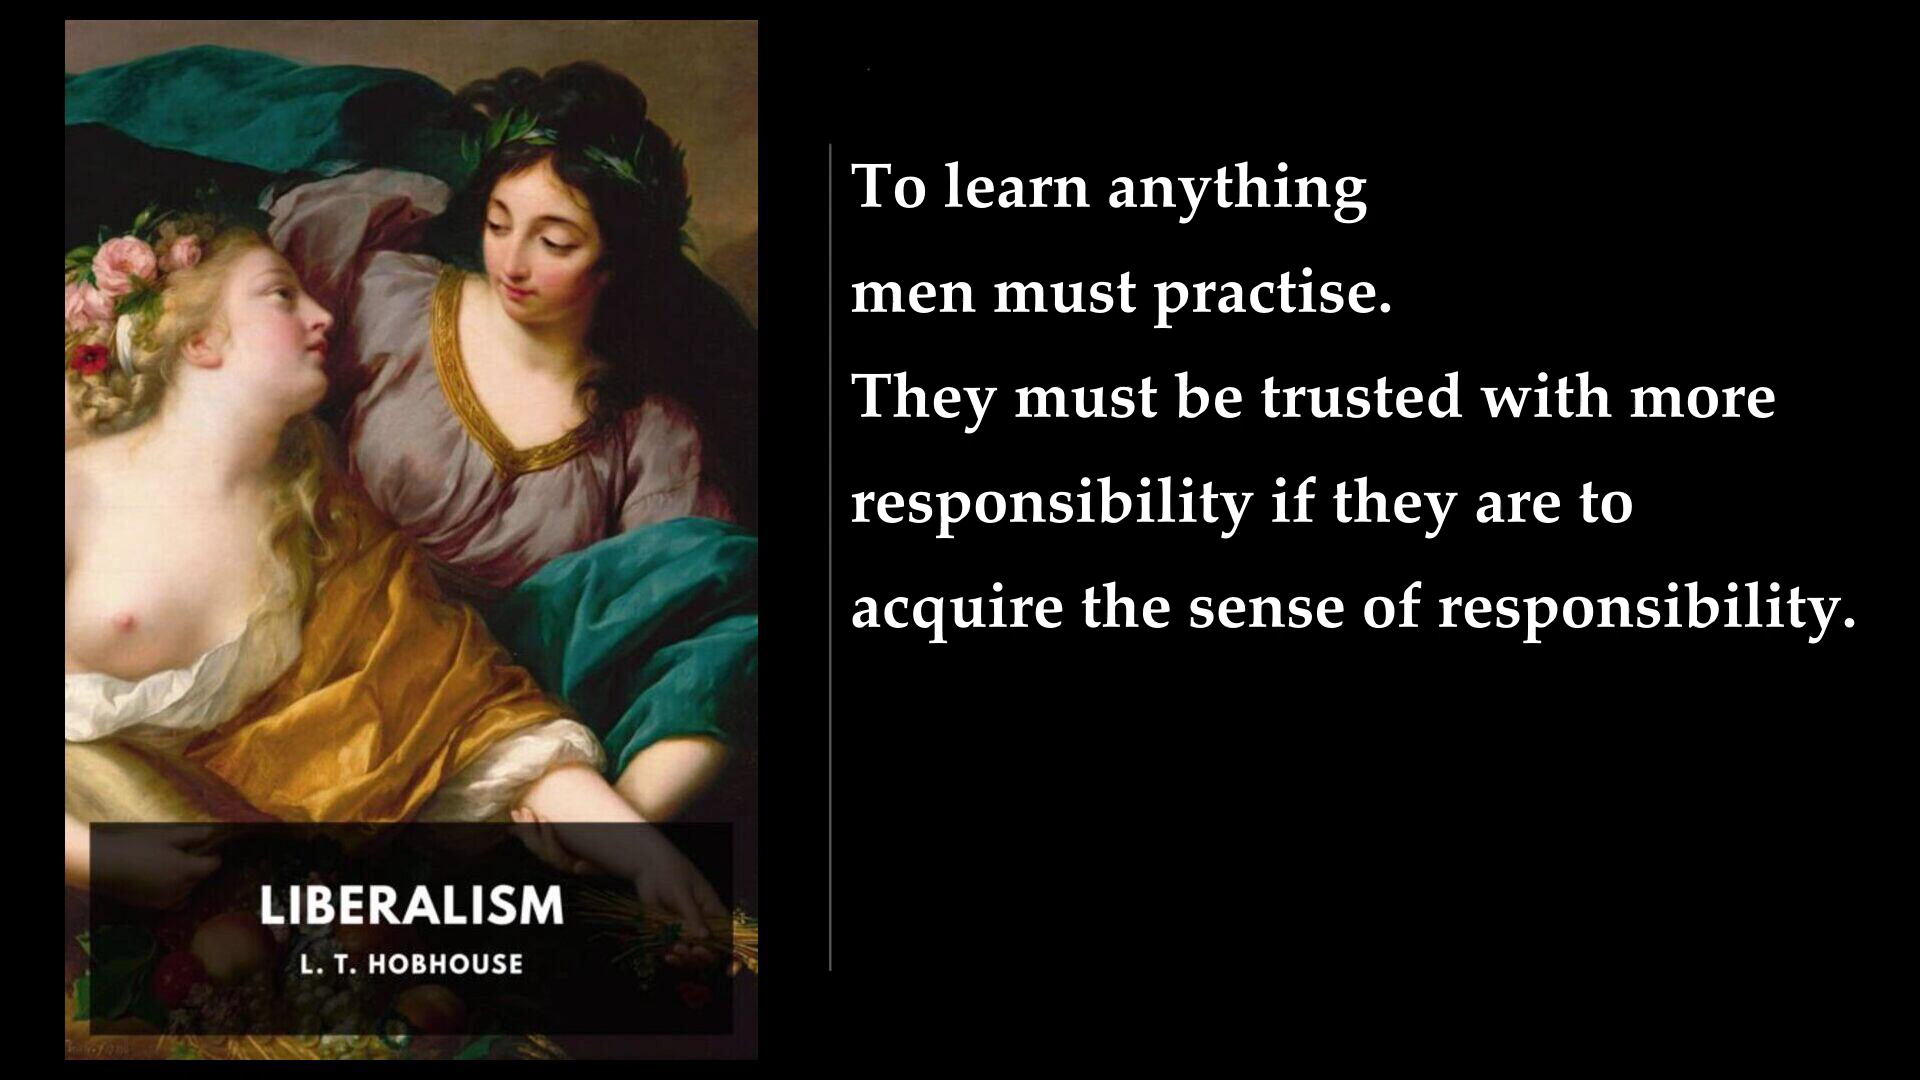 To learn anything
men must practise.
They must be trusted with more
responsibility if they are to
acquire the sense of responsibility.
LIBERALISM
L. T. HOBHOUSE